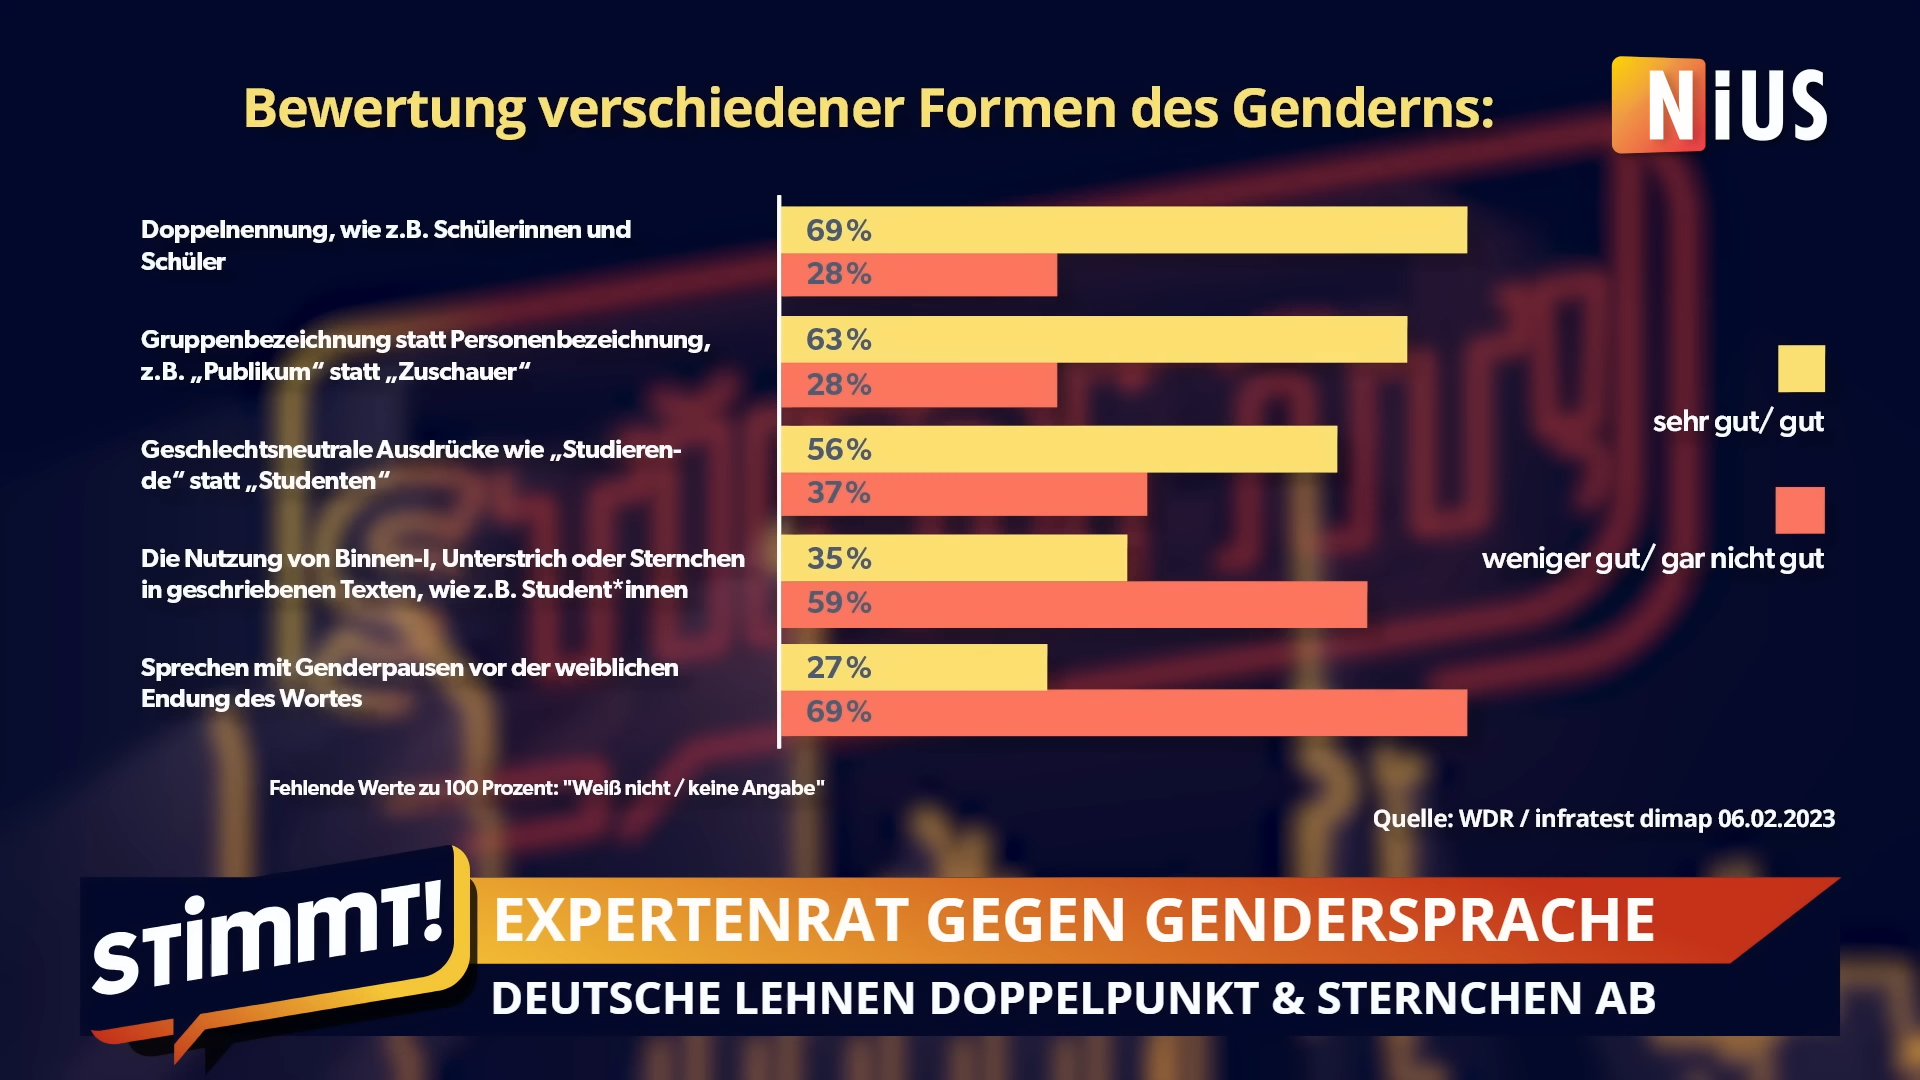 Bewertung verschiedener Formen des Genderns:
NiUS
Doppelnennung, wie z.B. Schülerinnen und
Schüler
69%
28%
Gruppenbezeichnung statt Personenbezeichnung,
z.B. „Publikum“ statt „Zuschauer“
63%
28%
Geschlechtsneutrale Ausdrücke wie „Studieren-
de“ statt „Studenten“
56%
37%
Die Nutzung von Binnen-I, Unterstrich oder Sternchen
in geschriebenen Texten, wie z.B. Student*innen
35%
59%
Sprechen mit Genderpausen vor der weiblichen
Endung des Wortes
27%
69%
sehr gut/ gut
weniger gut/ gar nicht gut
Fehlende Werte zu 100 Prozent: "Weiß nicht / keine Angabe"
Quelle: WDR / infratest dimap 06.02.2023
STimmT!
EXPERTENRAT GEGEN GENDERSPRACHE
DEUTSCHE LEHNEN DOPPELPUNKT & STERNCHEN AB